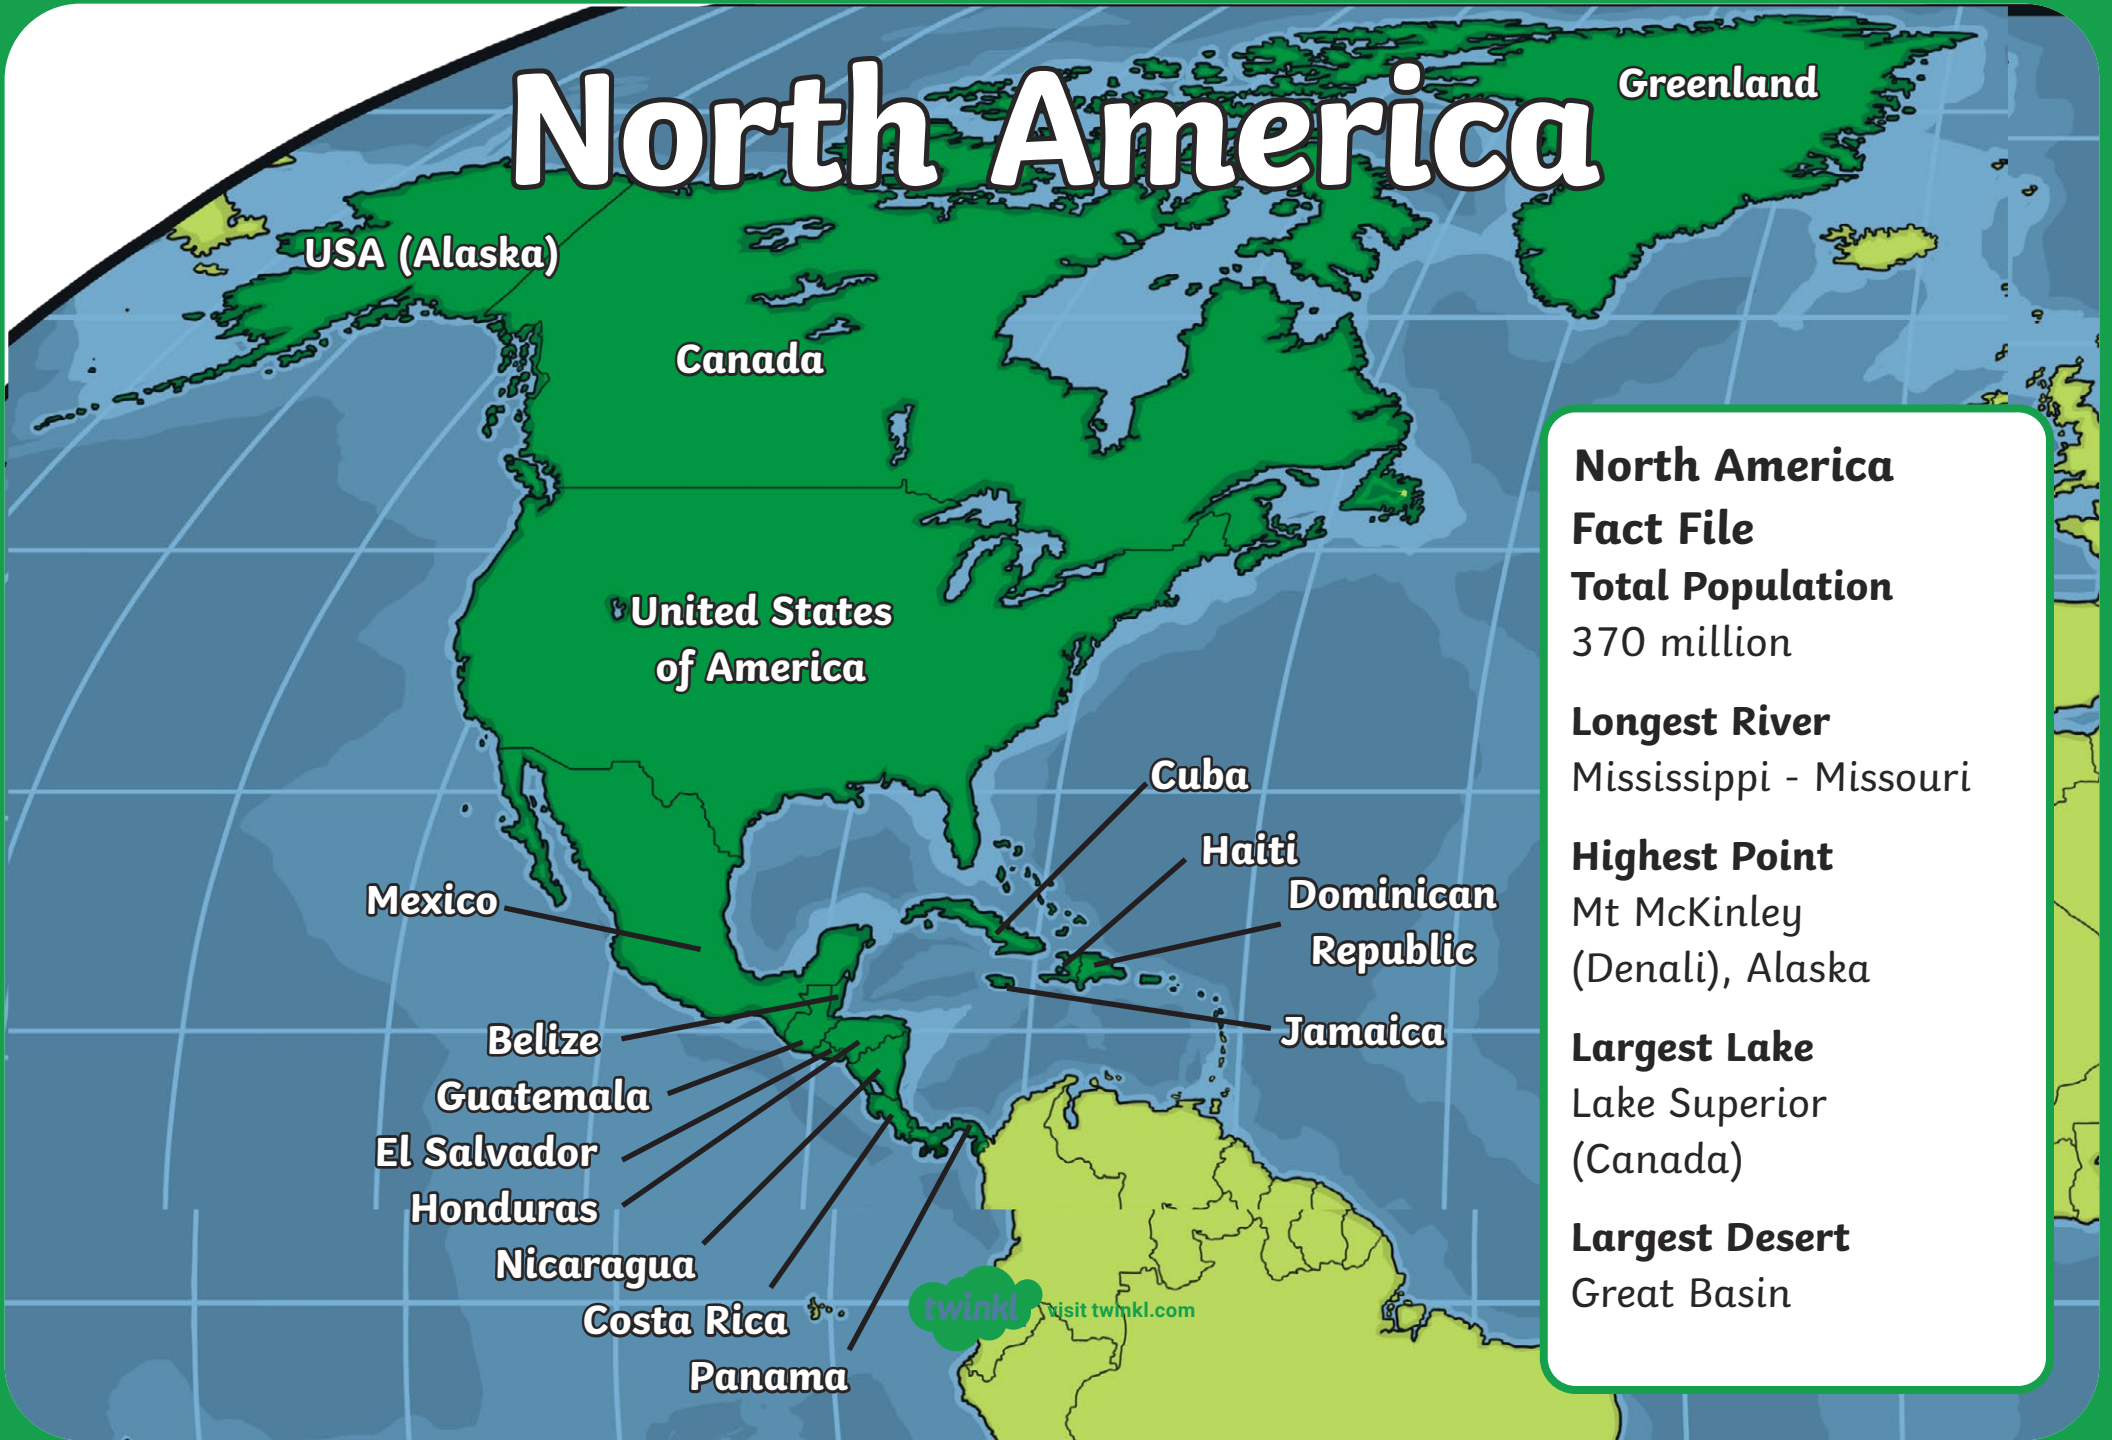 North America
Greenland
USA (Alaska)
Canada
United States
of America
Cuba
Haiti
Dominican
Republic
Jamaica
Mexico
Belize
Guatemala
El Salvador
Honduras
Nicaragua
Costa Rica
Panama
twinkl
visit twinkl.com
North America
Fact File
Total Population
370 million
Longest River
Mississippi - Missouri
Highest Point
Mt McKinley
(Denali), Alaska
Largest Lake
Lake Superior
(Canada)
Largest Desert
Great Basin